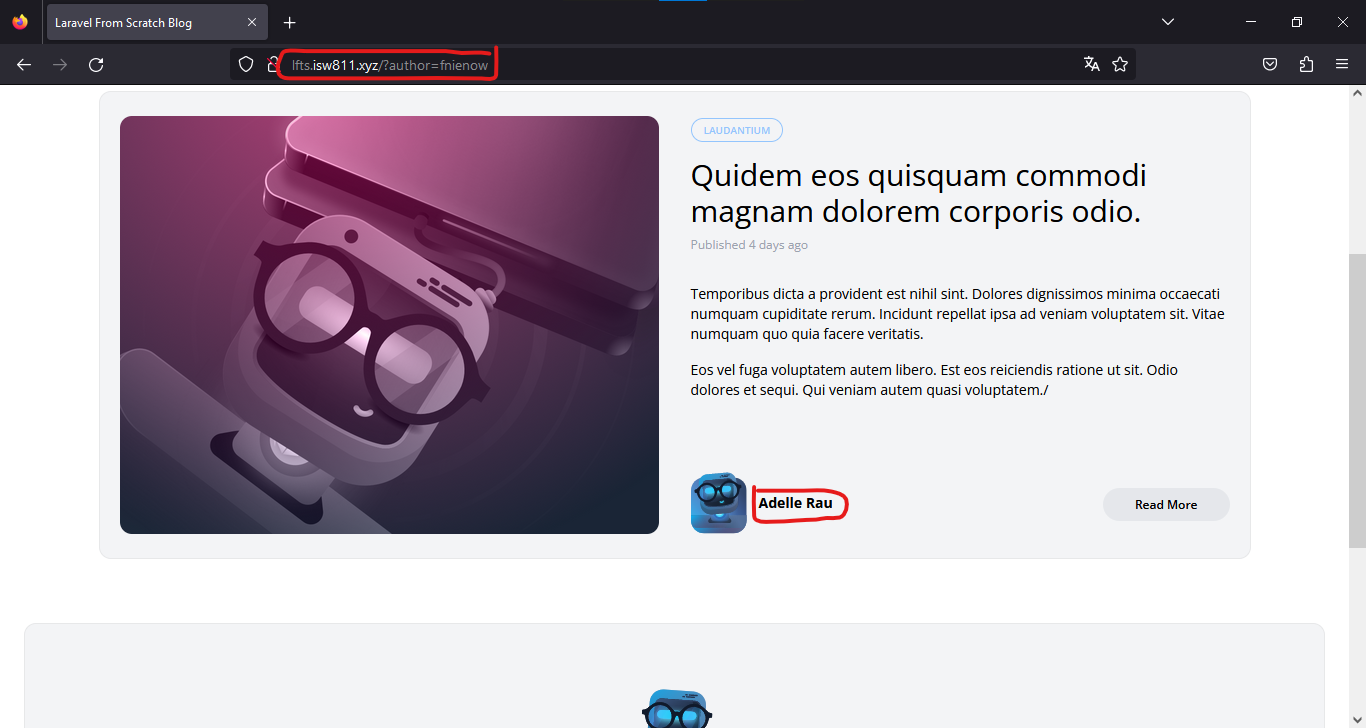 Laravel From Scratch Blog
lfts.isw811.xyz/?author=fnienow
LAUDANTIUM
Quidem eos quisquam commodi
magnam dolorem corporis odio.
Published 4 days ago
Temporibus dicta a provident est nihil sint. Dolores dignissimos minima occaecati
numquam cupiditate rerum. Incidunt repellat ipsa ad veniam voluptatem sit. Vitae
numquam quo quia facere veritatis.
Eos vel fuga voluptatem autem libero. Est eos reiciendis ratione ut sit. Odio
dolores et sequi. Qui veniam autem quasi voluptatem./
Adelle Rau
Read More